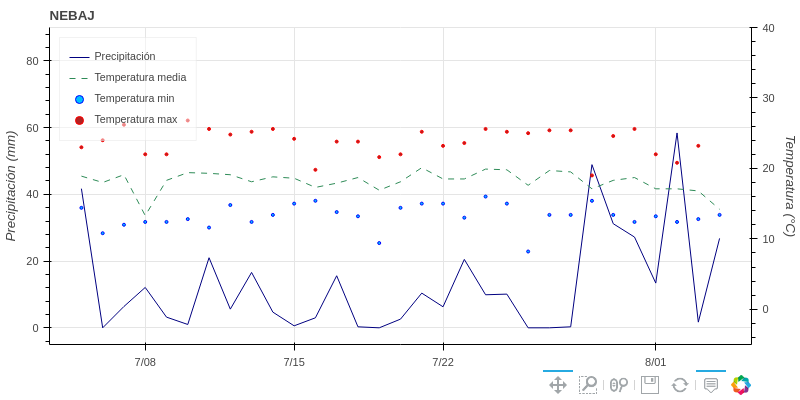 NEBAJ
Precipitación
Temperatura media
Temperatura min
Temperatura max
Precipitación (mm)
80
60
40
20
0
40
30
20
10
0
Temperatura (°C)
7/08
7/15
7/22
8/01